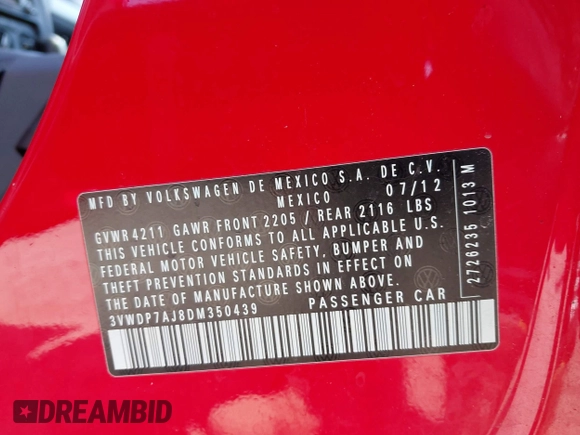 MFD BY VOLKSWAGEN DE MEXICO S.A. DE C.V.
MEXICO 07/12
GVWR 4211 GAWR FRONT 2205 / REAR 2116 LBS
THIS VEHICLE CONFORMS TO ALL APPLICABLE U.S.
FEDERAL MOTOR VEHICLE SAFETY, BUMPER AND
THEFT PREVENTION STANDARDS IN EFFECT ON
THE DATE OF MANUFACTURE SHOWN ABOVE.
3VWDP7AJ8DM350439 PASSENGER CAR
2726235 1013 M
DREAMBID